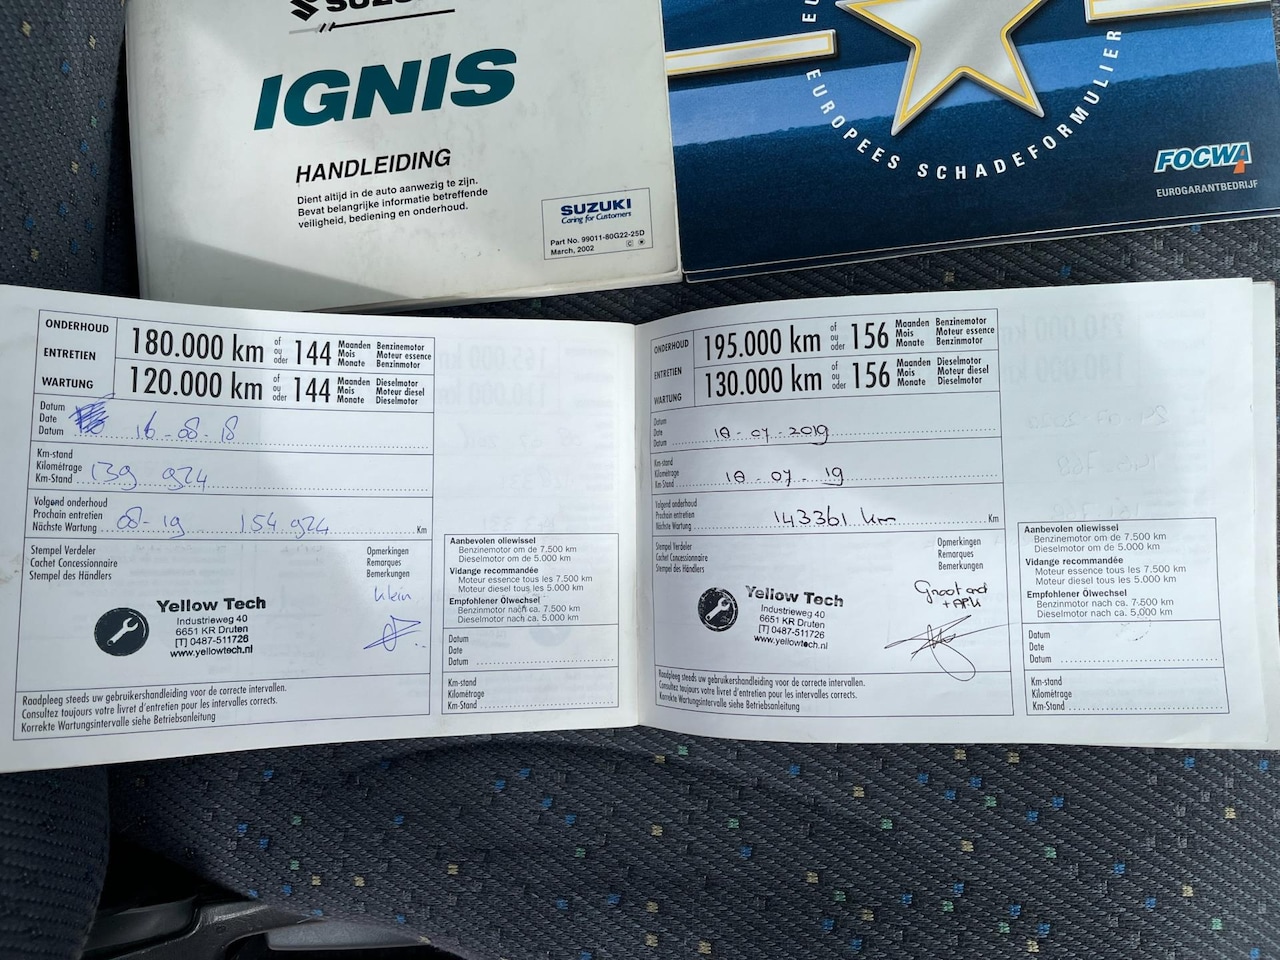 SUZUKI
IGNIS
HANDLEIDING
Dient altijd in de auto aanwezig te zijn.
Bevat belangrijke informatie betreffende
veiligheid, bediening en onderhoud.
SUZUKI
Caring for Customers
Part No. 99011-80G22-25D
March, 2002
EUROPEES SCHADEFORMULIER
FOCWA
EUROGARANTBEDRIJF
ONDERHOUD
ENTRETIEN
WARTUNG
180.000 km of ou oder 144 Maanden Mois Monate Benzinemotor Moteur essence Benzinmotor
120.000 km of ou oder 144 Maanden Mois Monate Dieselmotor Moteur diesel Dieselmotor
Datum
Date
Datum 16-08-18
Km-stand
Kilométrage
Km-Stand 139 924
Volgend onderhoud
Prochain entretien
Nächste Wartung 08-19 154 924 Km
Stempel Verdeler
Cachet Concessionnaire
Stempel des Händlers
Opmerkingen
Remarques
Bemerkungen
klein
Yellow Tech
Industrieweg 40
6651 KR Druten
[T] 0487-511726
www.yellowtech.nl
Raadpleeg steeds uw gebruikershandleiding voor de correcte intervallen.
Consultez toujours votre livret d'entretien pour les intervalles corrects.
Korrekte Wartungsintervalle siehe Betriebsanleitung
Aanbevolen oliewissel
Benzinemotor om de 7.500 km
Dieselmotor om de 5.000 km
Vidange recommandée
Moteur essence tous les 7.500 km
Moteur diesel tous les 5.000 km
Empfohlener Ölwechsel
Benzinmotor nach ca. 7.500 km
Dieselmotor nach ca. 5.000 km
Datum
Date
Datum
Km-stand
Kilométrage
Km-Stand
ONDERHOUD
ENTRETIEN
WARTUNG
195.000 km of ou oder 156 Maanden Mois Monate Benzinemotor Moteur essence Benzinmotor
130.000 km of ou oder 156 Maanden Mois Monate Dieselmotor Moteur diesel Dieselmotor
Datum
Date
Datum 18-07-2019
Km-stand
Kilométrage
Km-Stand 18-07-19
Volgend onderhoud
Prochain entretien
Nächste Wartung 143361 km Km
Stempel Verdeler
Cachet Concessionnaire
Stempel des Händlers
Opmerkingen
Remarques
Bemerkungen
+ APK
Yellow Tech
Industrieweg 40
6651 KR Druten
[T] 0487-511726
www.yellowtech.nl
Raadpleeg steeds uw gebruikershandleiding voor de correcte intervallen.
Consultez toujours votre livret d'entretien pour les intervalles corrects.
Korrekte Wartungsintervalle siehe Betriebsanleitung
Aanbevolen oliewissel
Benzinemotor om de 7.500 km
Dieselmotor om de 5.000 km
Vidange recommandée
Moteur essence tous les 7.500 km
Moteur diesel tous les 5.000 km
Empfohlener Ölwechsel
Benzinmotor nach ca. 7.500 km
Dieselmotor nach ca. 5.000 km
Datum
Date
Datum
Km-stand
Kilométrage
Km-Stand